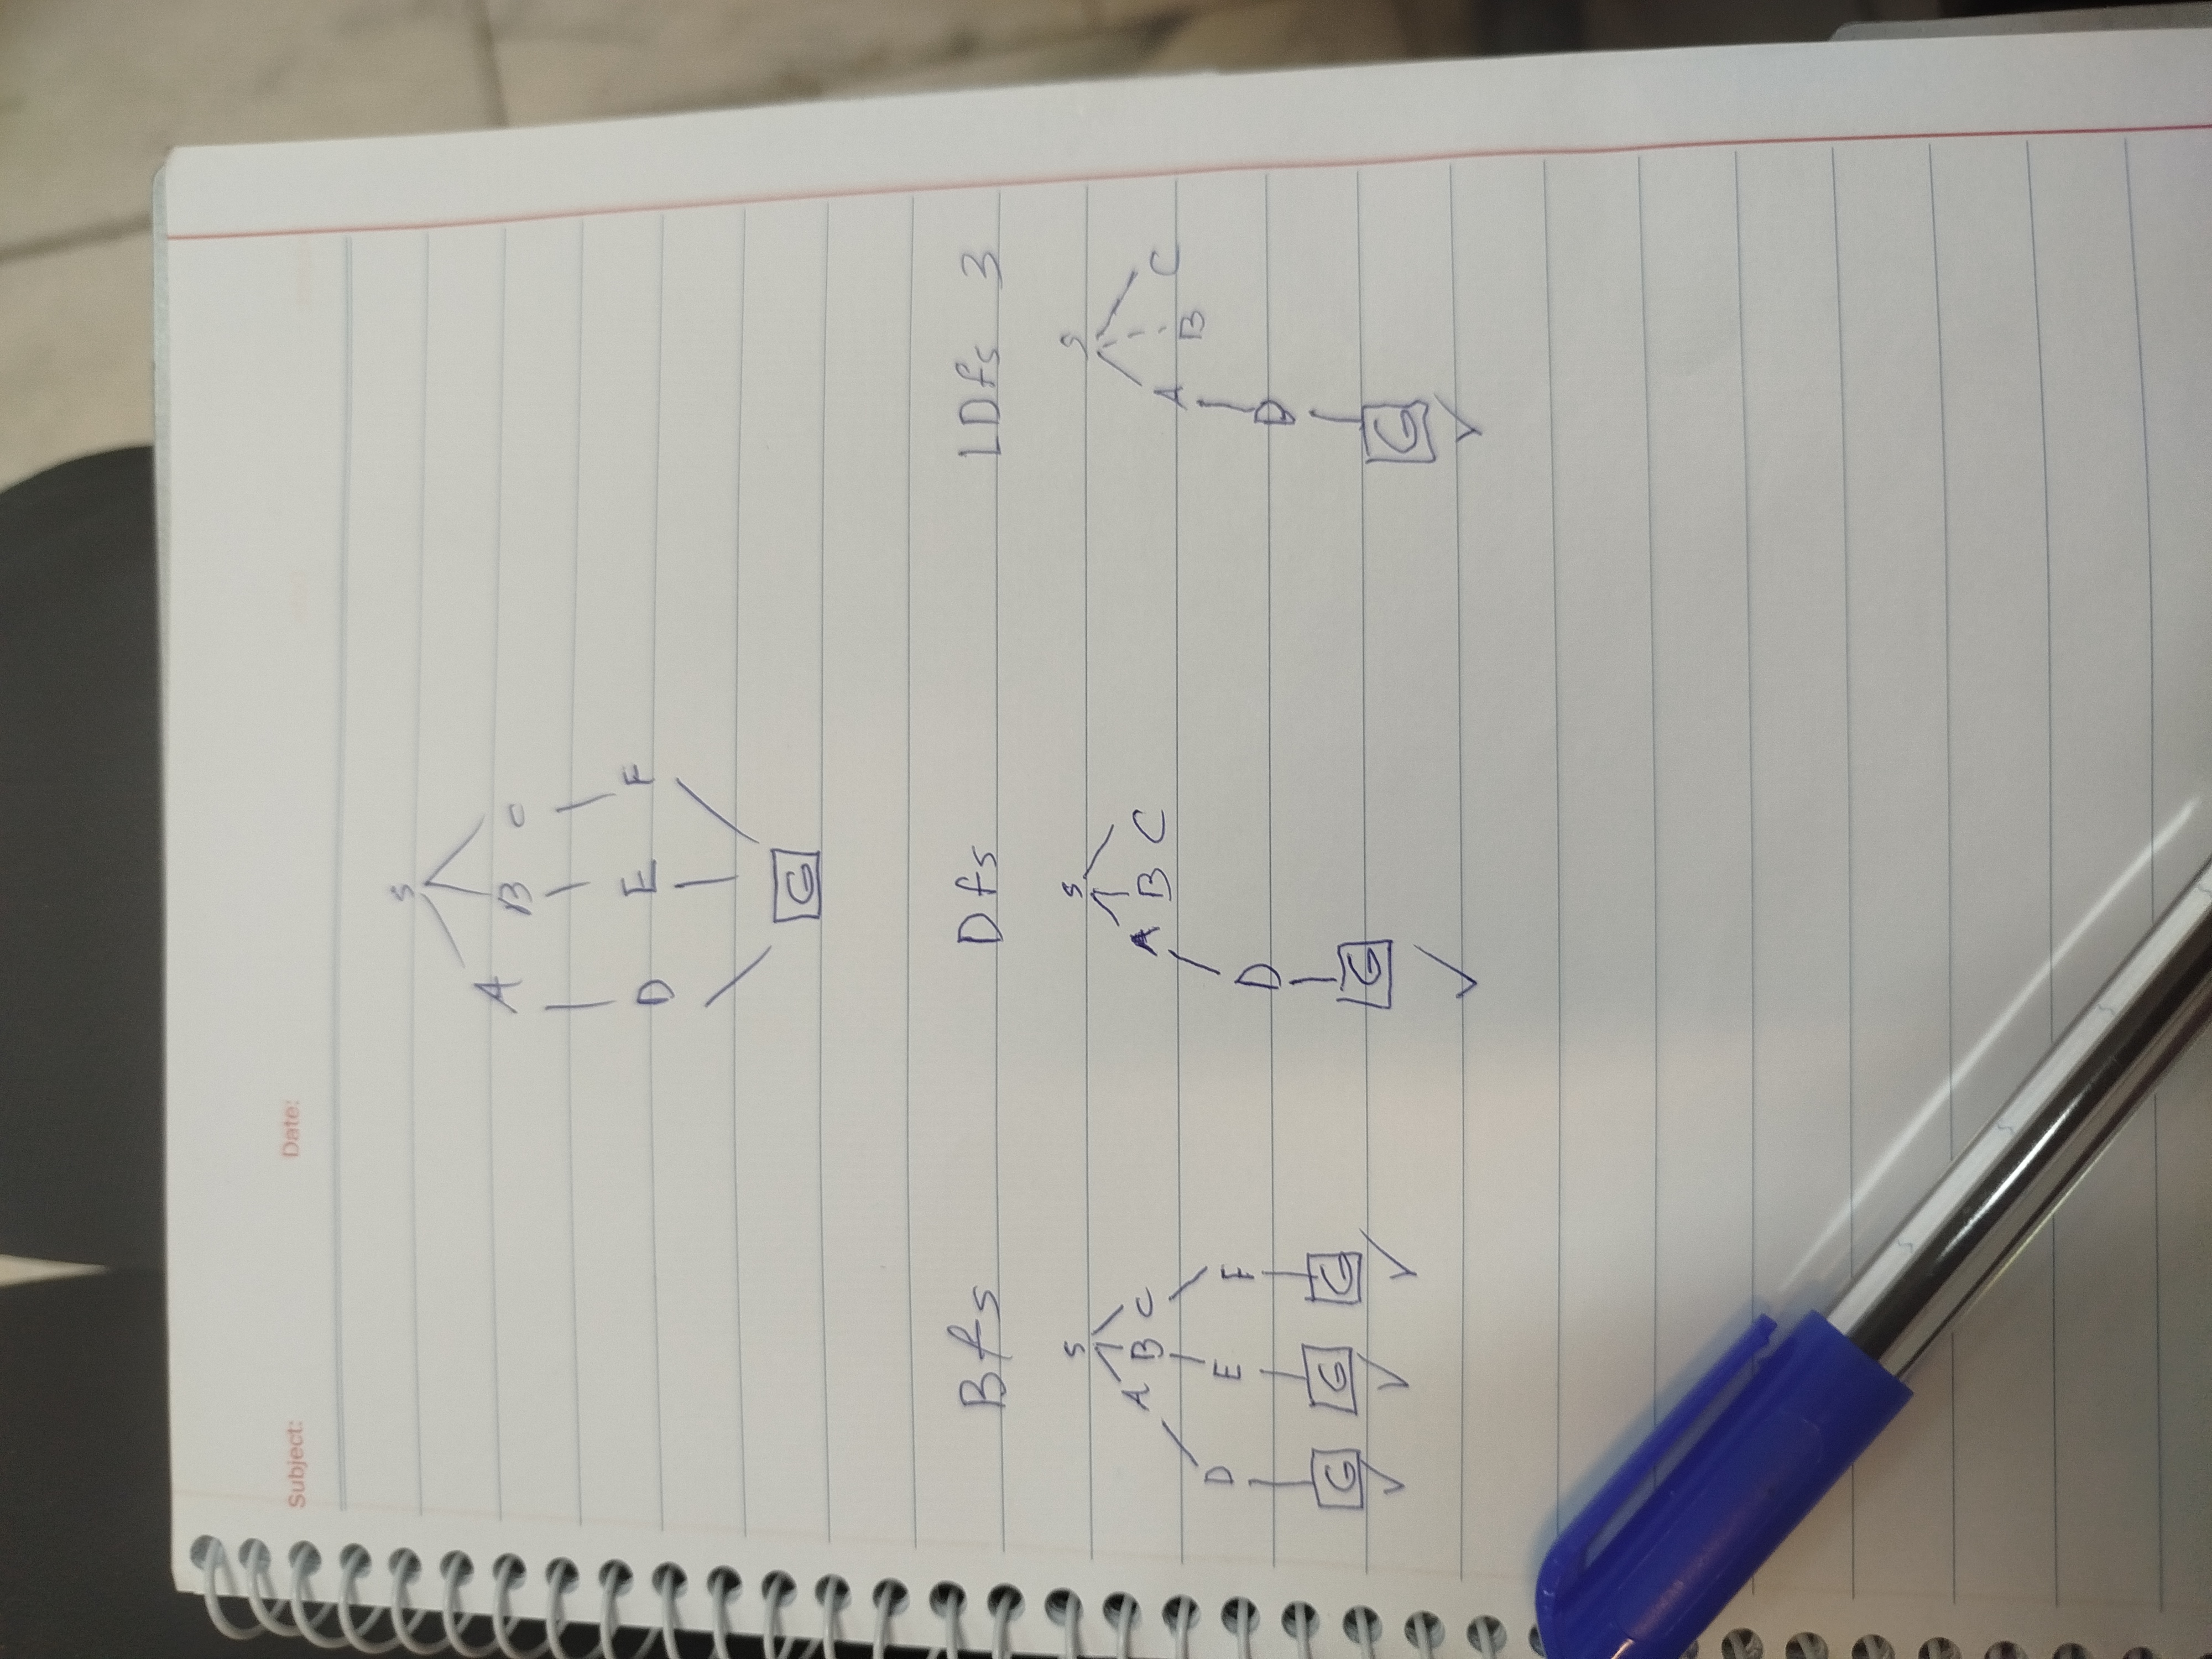 Subject: Date:
S
A B C
D E F
G
Bfs Dfs LDfs 3
S S S
A B C A B C A B C
D E F D D
G G G G G